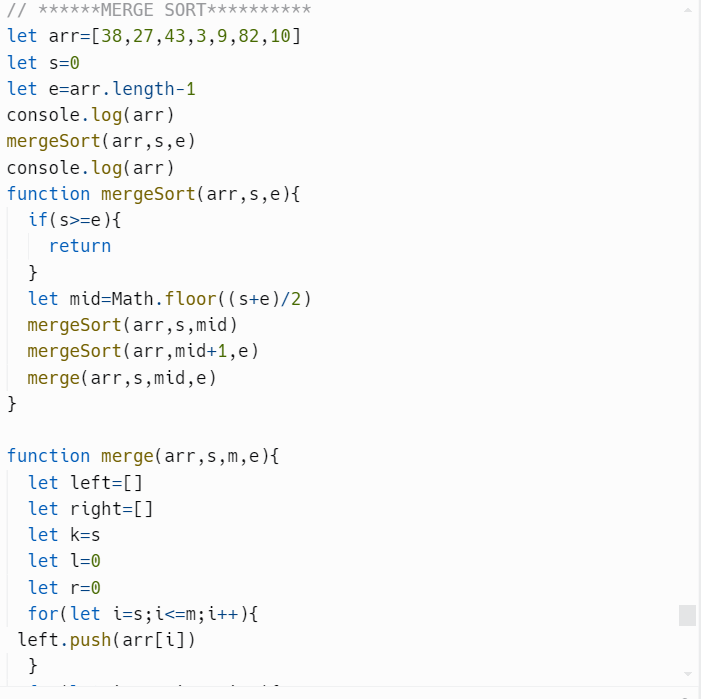 // ******MERGE SORT**********
let arr=[38,27,43,3,9,82,10]
let s=0
let e=arr.length-1
console.log(arr)
mergeSort(arr,s,e)
console.log(arr)
function mergeSort(arr,s,e){
  if(s>=e){
    return
  }
  let mid=Math.floor((s+e)/2)
  mergeSort(arr,s,mid)
  mergeSort(arr,mid+1,e)
  merge(arr,s,mid,e)
}

function merge(arr,s,m,e){
  let left=[]
  let right=[]
  let k=s
  let l=0
  let r=0
  for(let i=s;i<=m;i++){
 left.push(arr[i])
  }